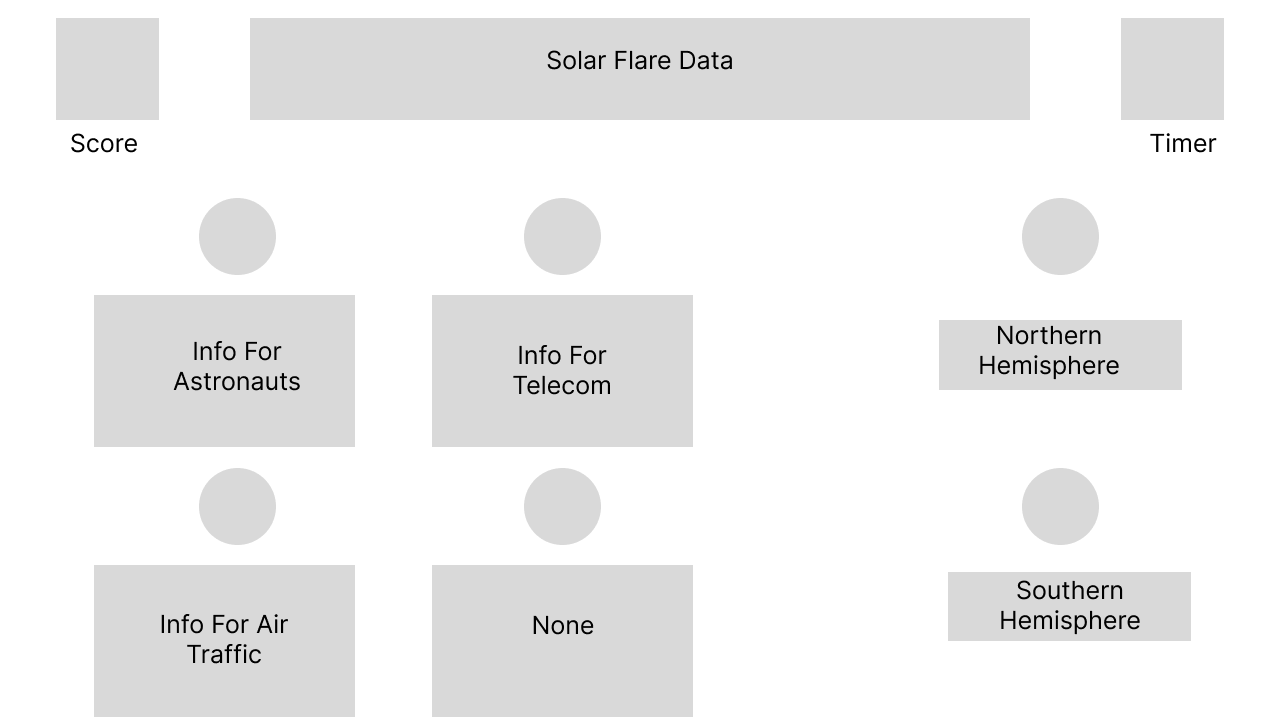 Solar Flare Data
Score
Timer
Info For
Astronauts
Info For
Telecom
Northern
Hemisphere
Info For Air
Traffic
None
Southern
Hemisphere